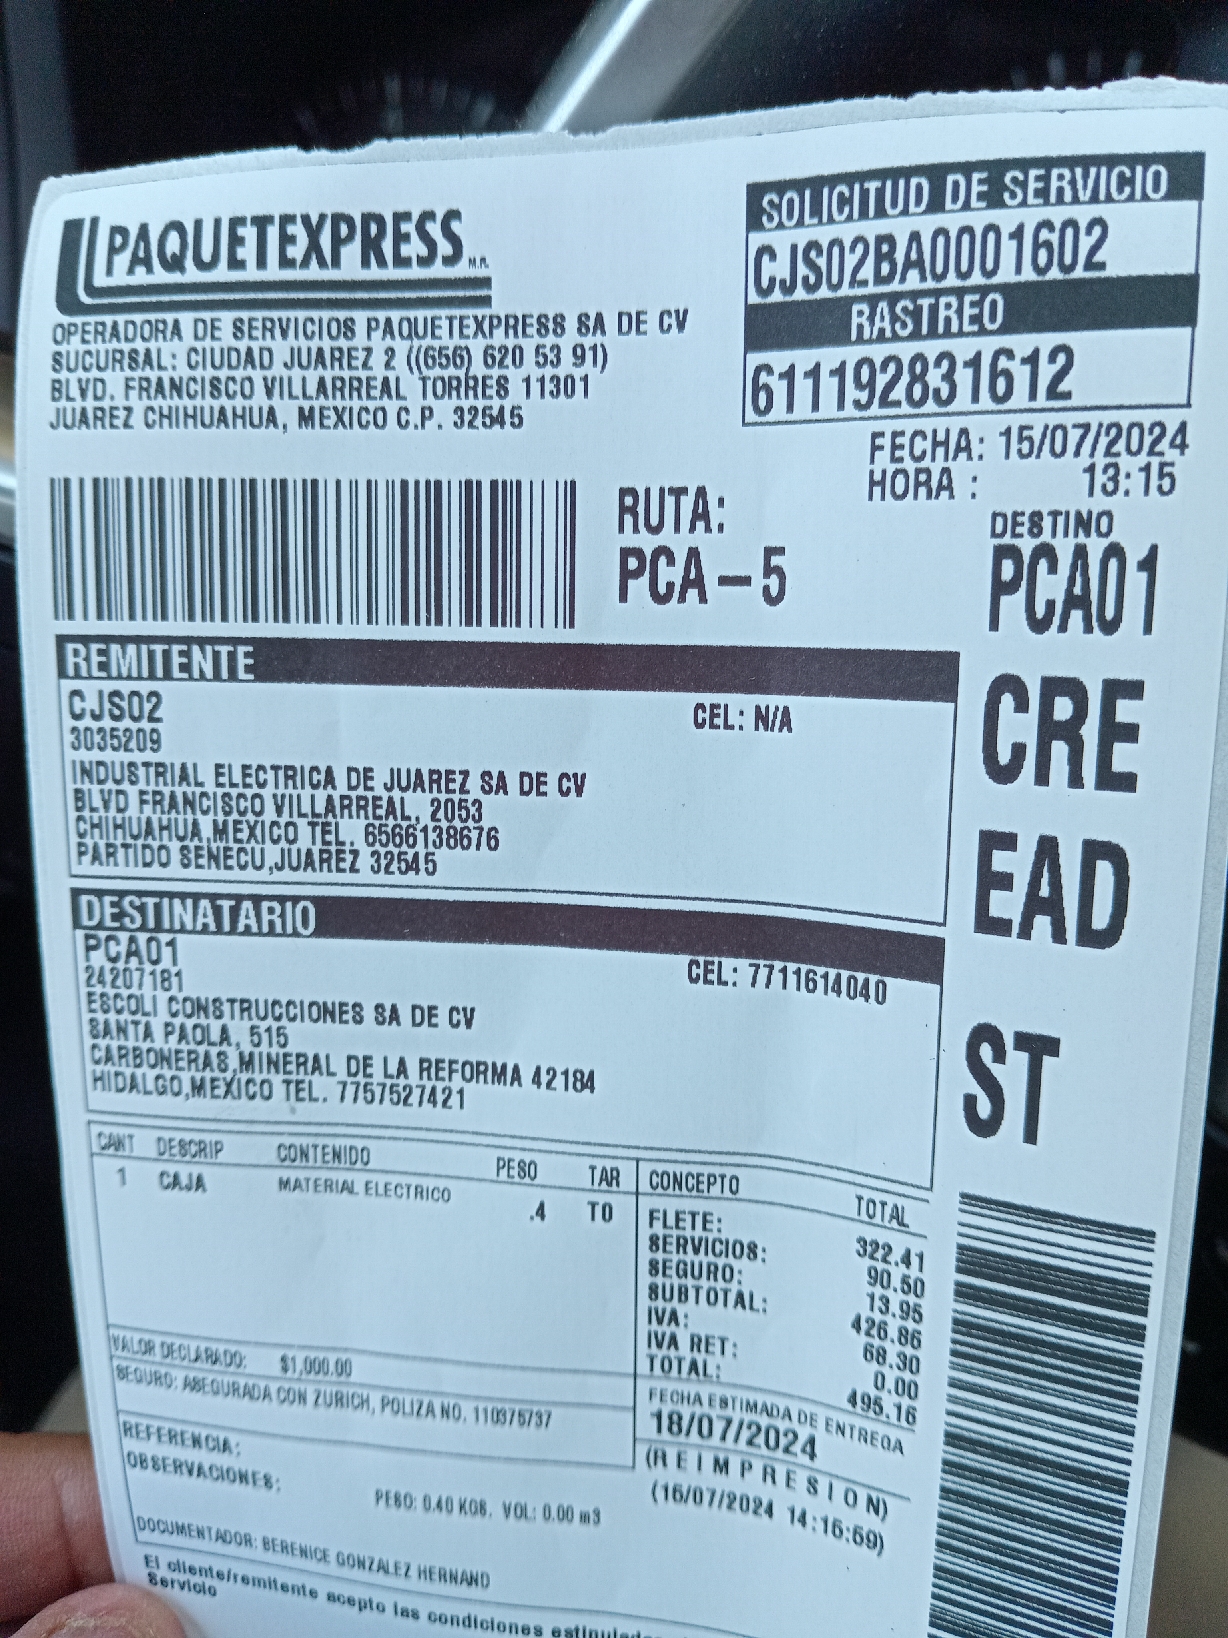 PAQUETEXPRESS M.R.
OPERADORA DE SERVICIOS PAQUETEXPRESS SA DE CV
SUCURSAL: CIUDAD JUAREZ 2 ((656) 620 53 91)
BLVD. FRANCISCO VILLARREAL TORRES 11301
JUAREZ CHIHUAHUA, MEXICO C.P. 32545
SOLICITUD DE SERVICIO
CJS02BA0001602
RASTREO
611192831612
FECHA: 15/07/2024
HORA : 13:15
RUTA:
PCA-5
DESTINO
PCA01
CRE
EAD
ST
REMITENTE
CJS02 CEL: N/A
3035209
INDUSTRIAL ELECTRICA DE JUAREZ SA DE CV
BLVD FRANCISCO VILLARREAL, 2053
CHIHUAHUA,MEXICO TEL. 6566138676
PARTIDO SENECU,JUAREZ 32545
DESTINATARIO
PCA01 CEL: 7711614040
24207181
ESCOLI CONSTRUCCIONES SA DE CV
SANTA PAOLA, 515
CARBONERAS,MINERAL DE LA REFORMA 42184
HIDALGO,MEXICO TEL. 7757527421
CANT DESCRIP CONTENIDO PESO TAR
1 CAJA MATERIAL ELECTRICO .4 T0
CONCEPTO TOTAL
FLETE: 322.41
SERVICIOS: 90.50
SEGURO: 13.95
SUBTOTAL: 426.86
IVA: 68.30
IVA RET: 0.00
TOTAL: 495.16
VALOR DECLARADO: $1,000.00
SEGURO: ASEGURADA CON ZURICH, POLIZA NO. 110375737
REFERENCIA:
OBSERVACIONES:
FECHA ESTIMADA DE ENTREGA
18/07/2024
(REIMPRESION)
(15/07/2024 14:16:59)
PESO: 0.40 KGS. VOL: 0.00 m3
DOCUMENTADOR: BERENICE GONZALEZ HERNAND
El cliente/remitente acepto las condiciones
Servicio